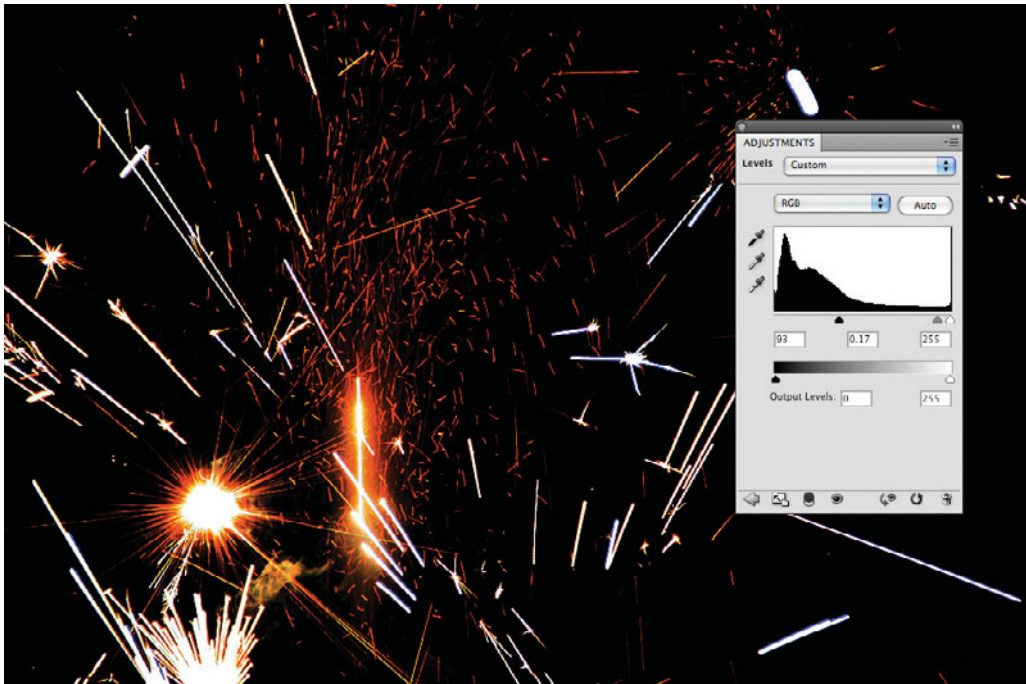 ADJUSTMENTS
Levels Custom
RGB Auto
93 0.17 255
Output Levels: 0 255